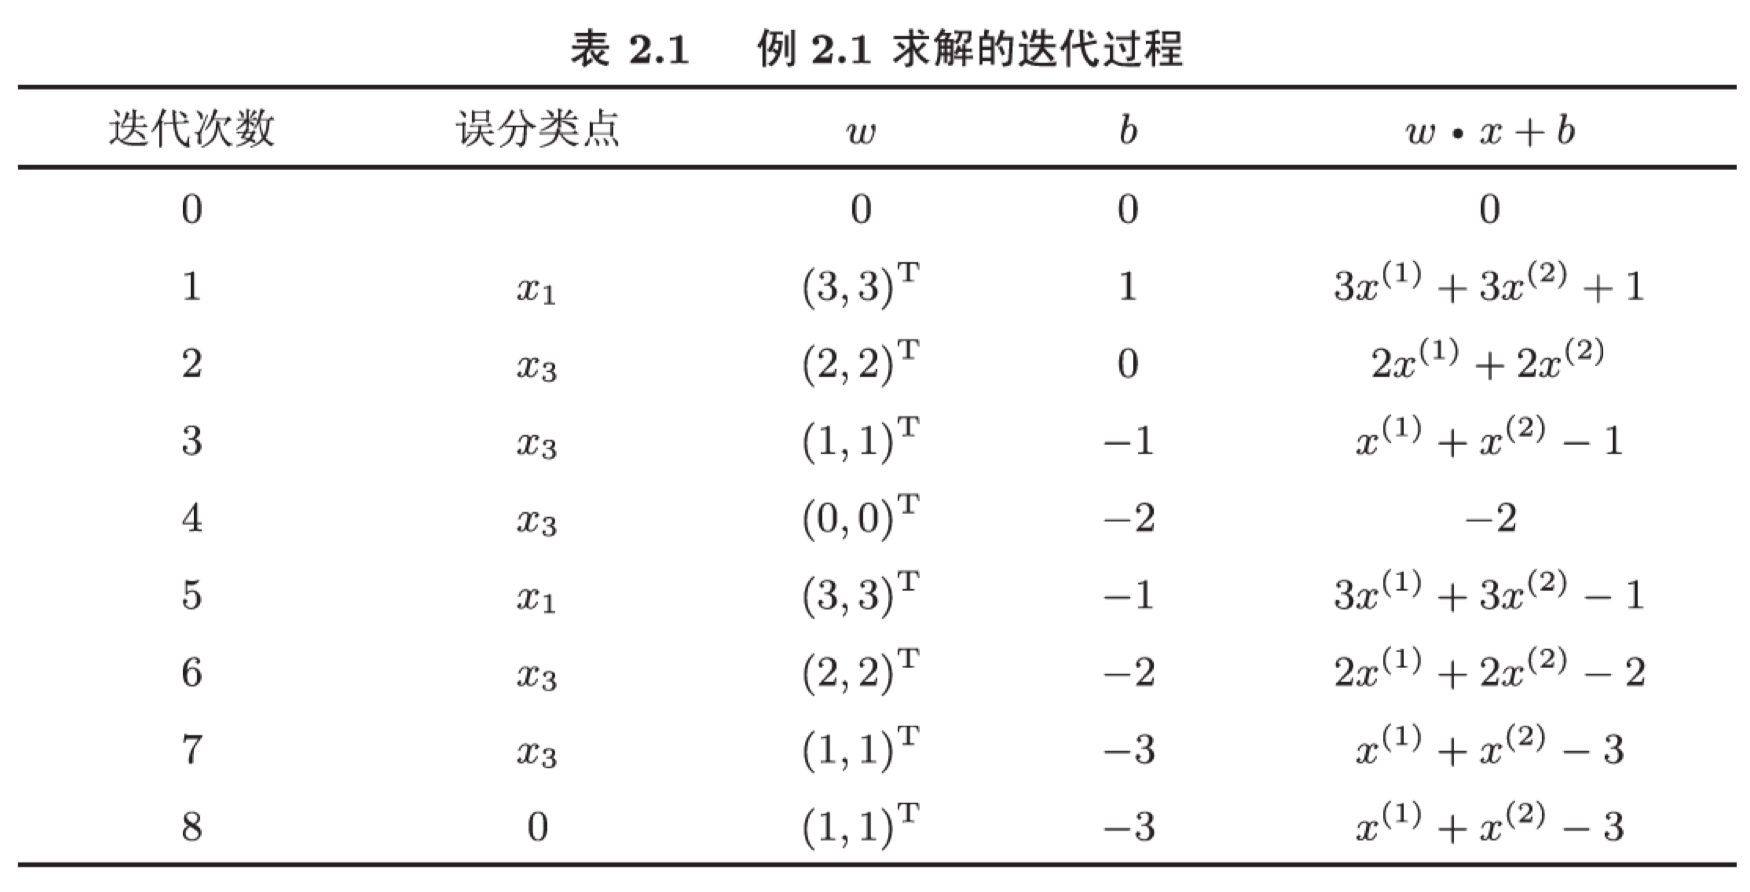 表 2.1 例 2.1 求解的迭代过程
迭代次数 误分类点 w b w • x + b
0 0 0 0
1 x₁ (3, 3)ᵀ 1 3x⁽¹⁾ + 3x⁽²⁾ + 1
2 x₃ (2, 2)ᵀ 0 2x⁽¹⁾ + 2x⁽²⁾
3 x₃ (1, 1)ᵀ −1 x⁽¹⁾ + x⁽²⁾ − 1
4 x₃ (0, 0)ᵀ −2 −2
5 x₁ (3, 3)ᵀ −1 3x⁽¹⁾ + 3x⁽²⁾ − 1
6 x₃ (2, 2)ᵀ −2 2x⁽¹⁾ + 2x⁽²⁾ − 2
7 x₃ (1, 1)ᵀ −3 x⁽¹⁾ + x⁽²⁾ − 3
8 0 (1, 1)ᵀ −3 x⁽¹⁾ + x⁽²⁾ − 3